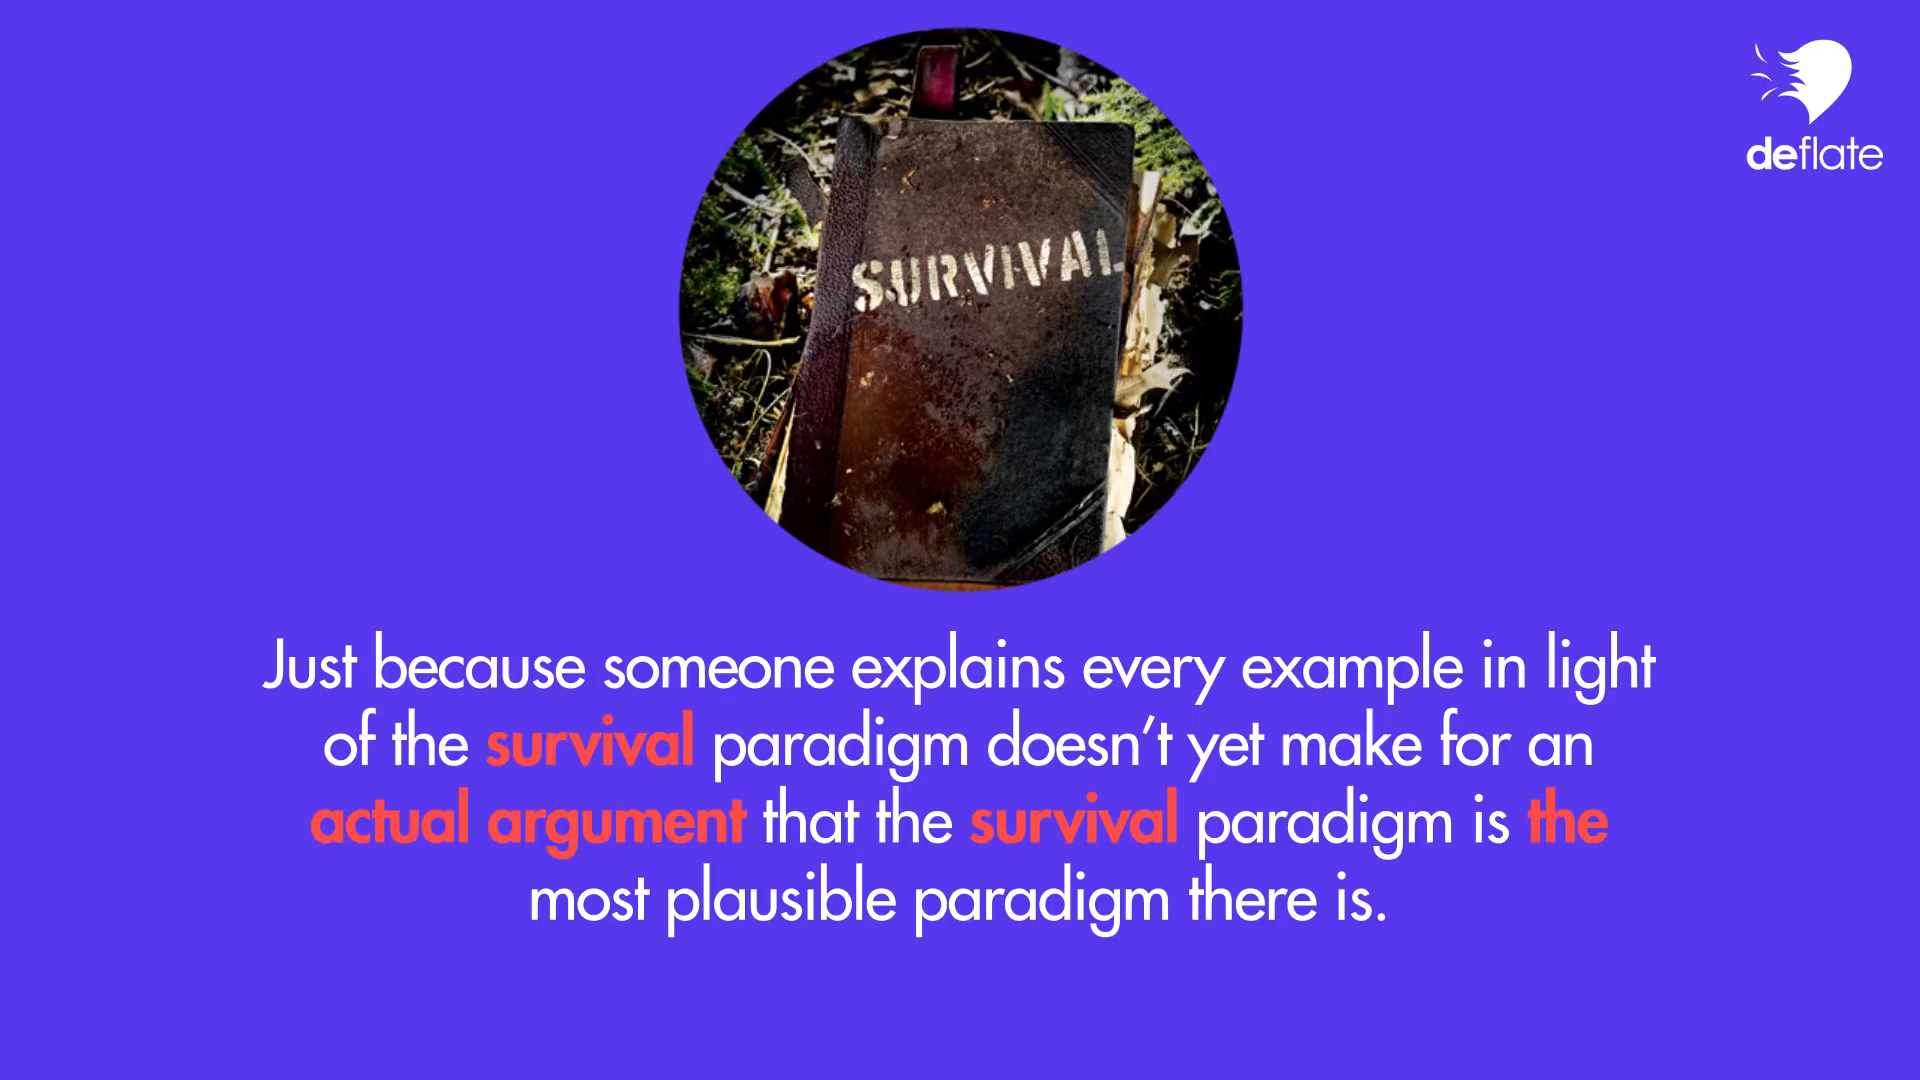 deflate
SURVIVAL
Just because someone explains every example in light
of the survival paradigm doesn't yet make for an
actual argument that the survival paradigm is the
most plausible paradigm there is.